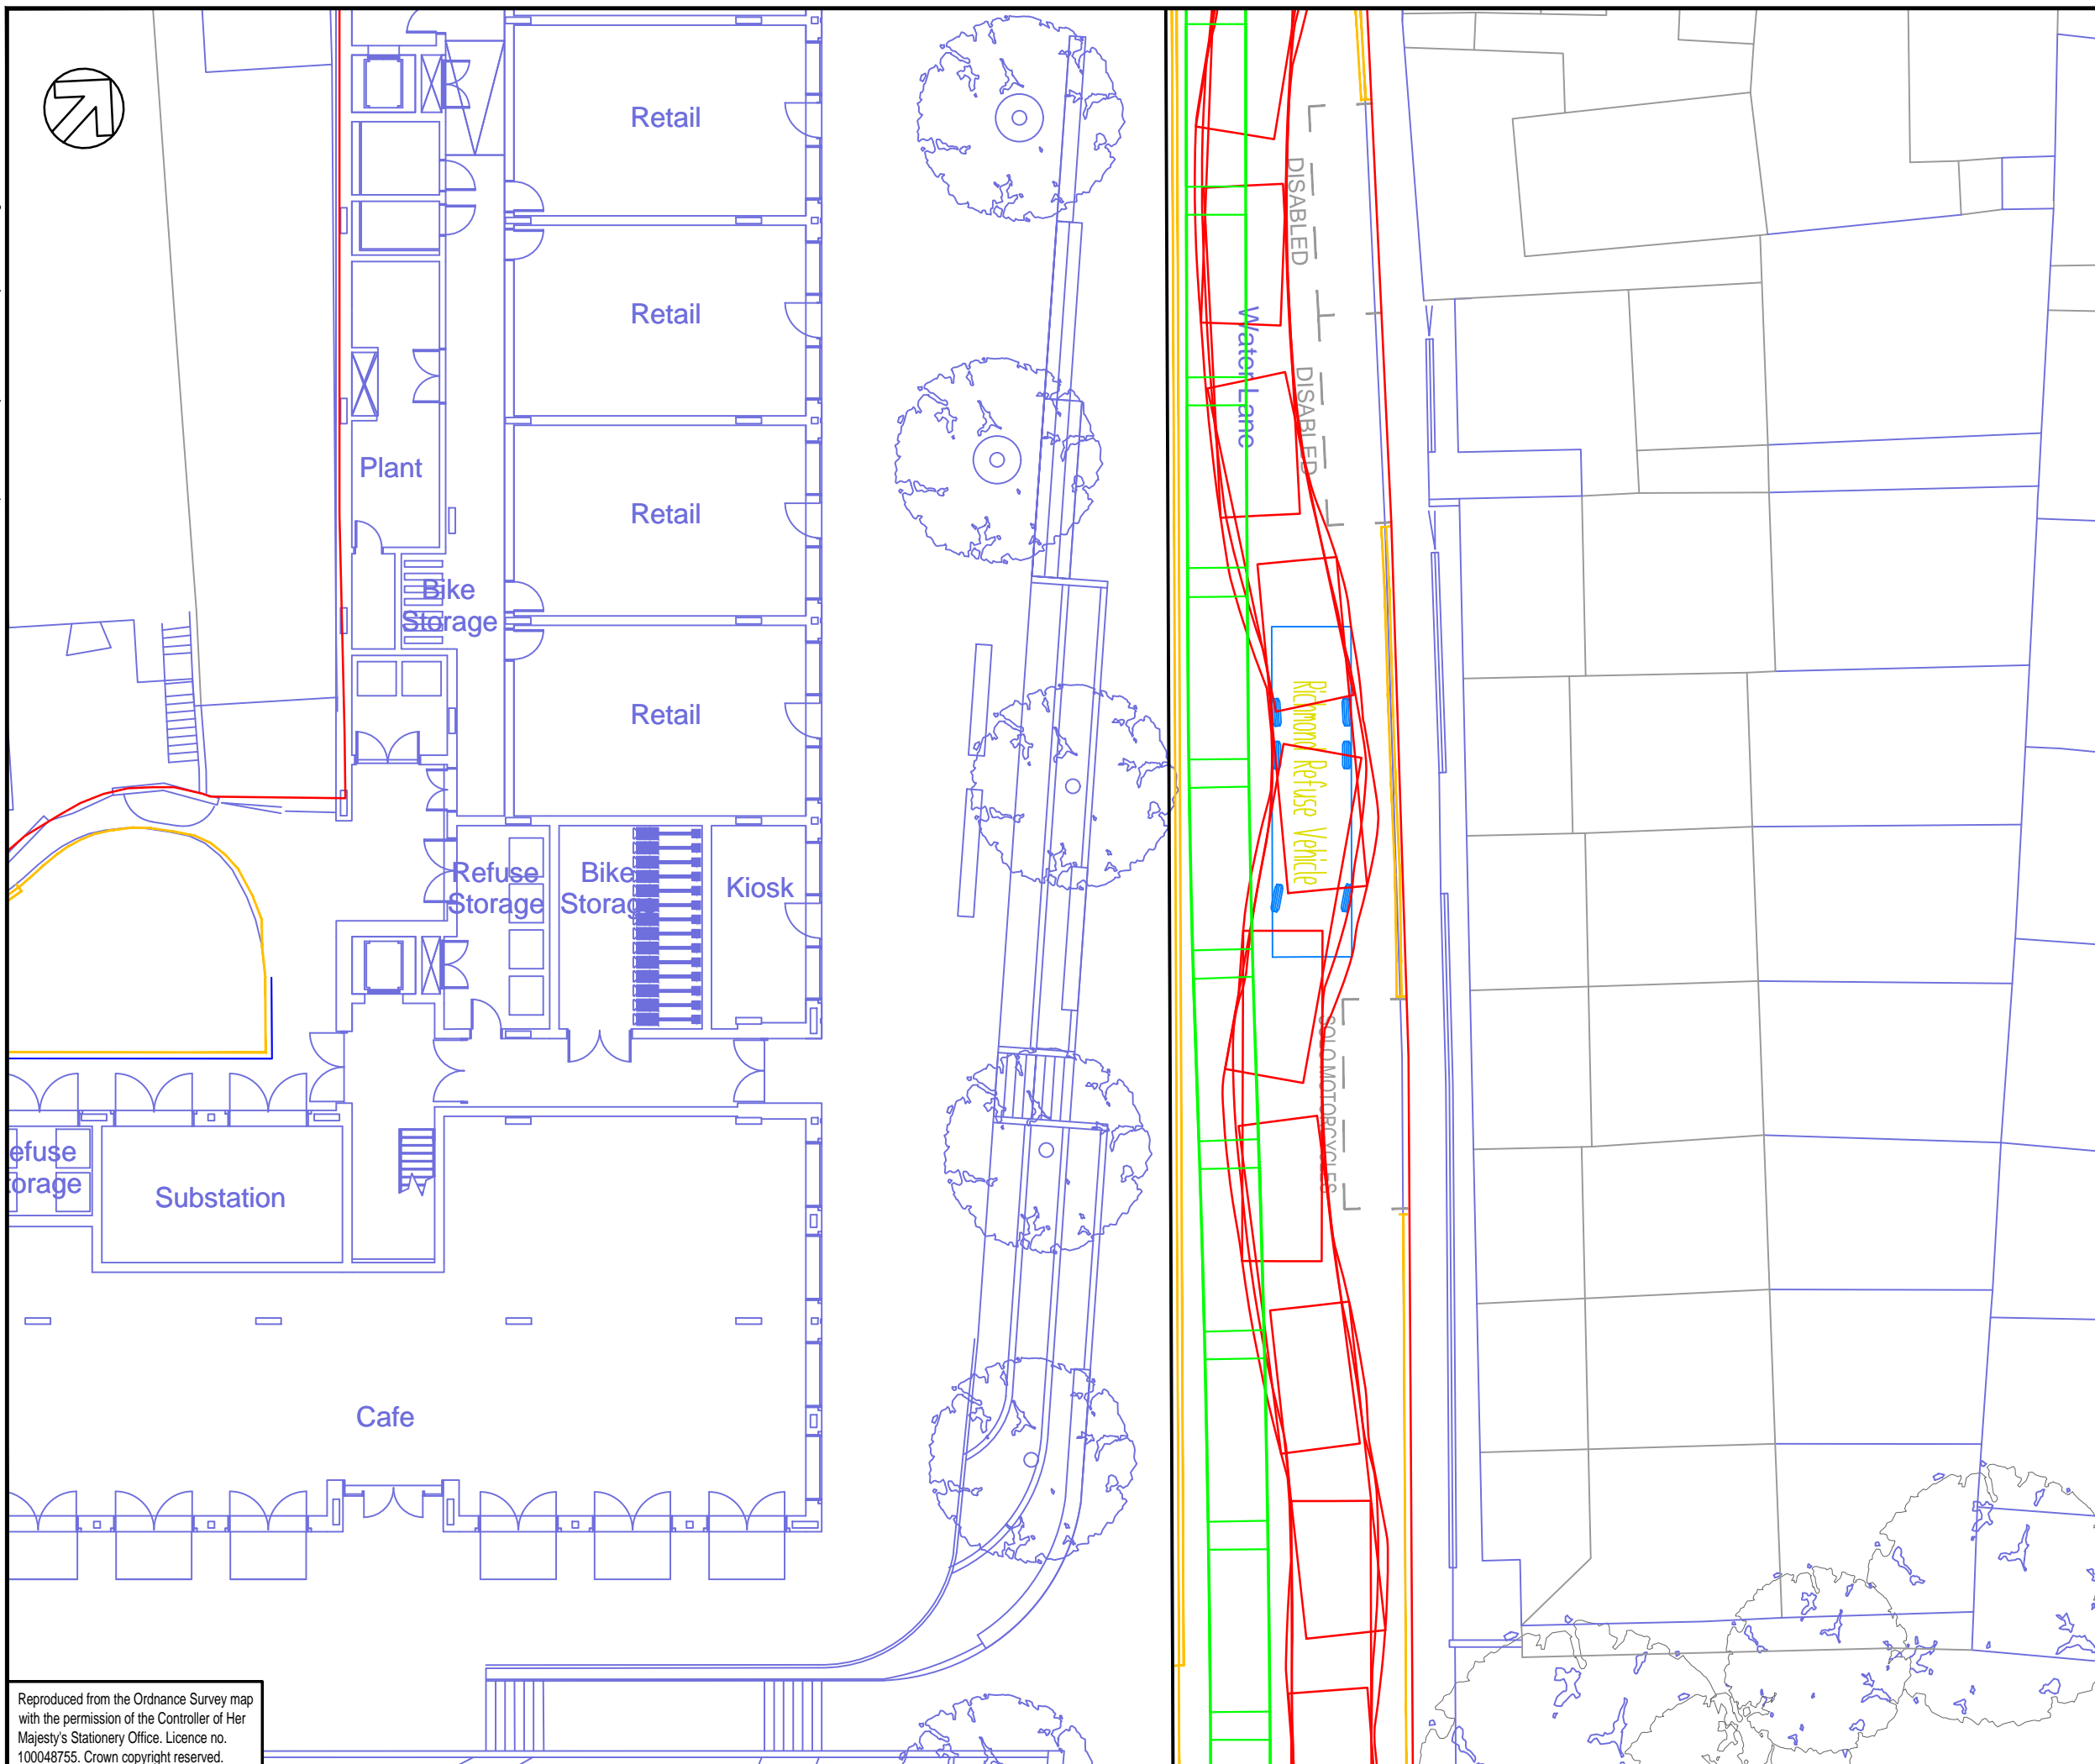 Retail
Retail
Plant
Retail
Bike
Storage
Retail
Refuse
Storage
Bike
Storage
Kiosk
efuse
torage
Substation
Cafe
DISABLED
Water Lane
DISABLED
Richmond Refuse Vehicle
SOLO MOTORCYCLES
Reproduced from the Ordnance Survey map
with the permission of the Controller of Her
Majesty's Stationery Office. Licence no.
100048755. Crown copyright reserved.